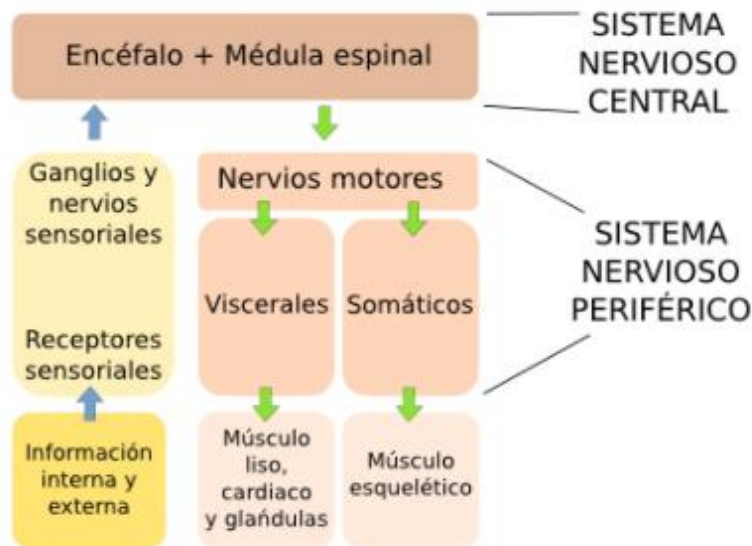 Encéfalo + Médula espinal
SISTEMA
NERVIOSO
CENTRAL
Ganglios y
nervios
sensoriales
Receptores
sensoriales
Nervios motores
Viscerales
Somáticos
SISTEMA
NERVIOSO
PERIFÉRICO
Información
interna y
externa
Músculo
liso,
cardiaco
y glańdulas
Músculo
esquelético